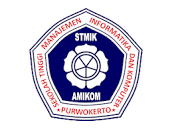 SEKOLAH TINGGI MANAJEMEN INFORMATIKA DAN KOMPUTER
STMIK
AMIKOM
PURWOKERTO